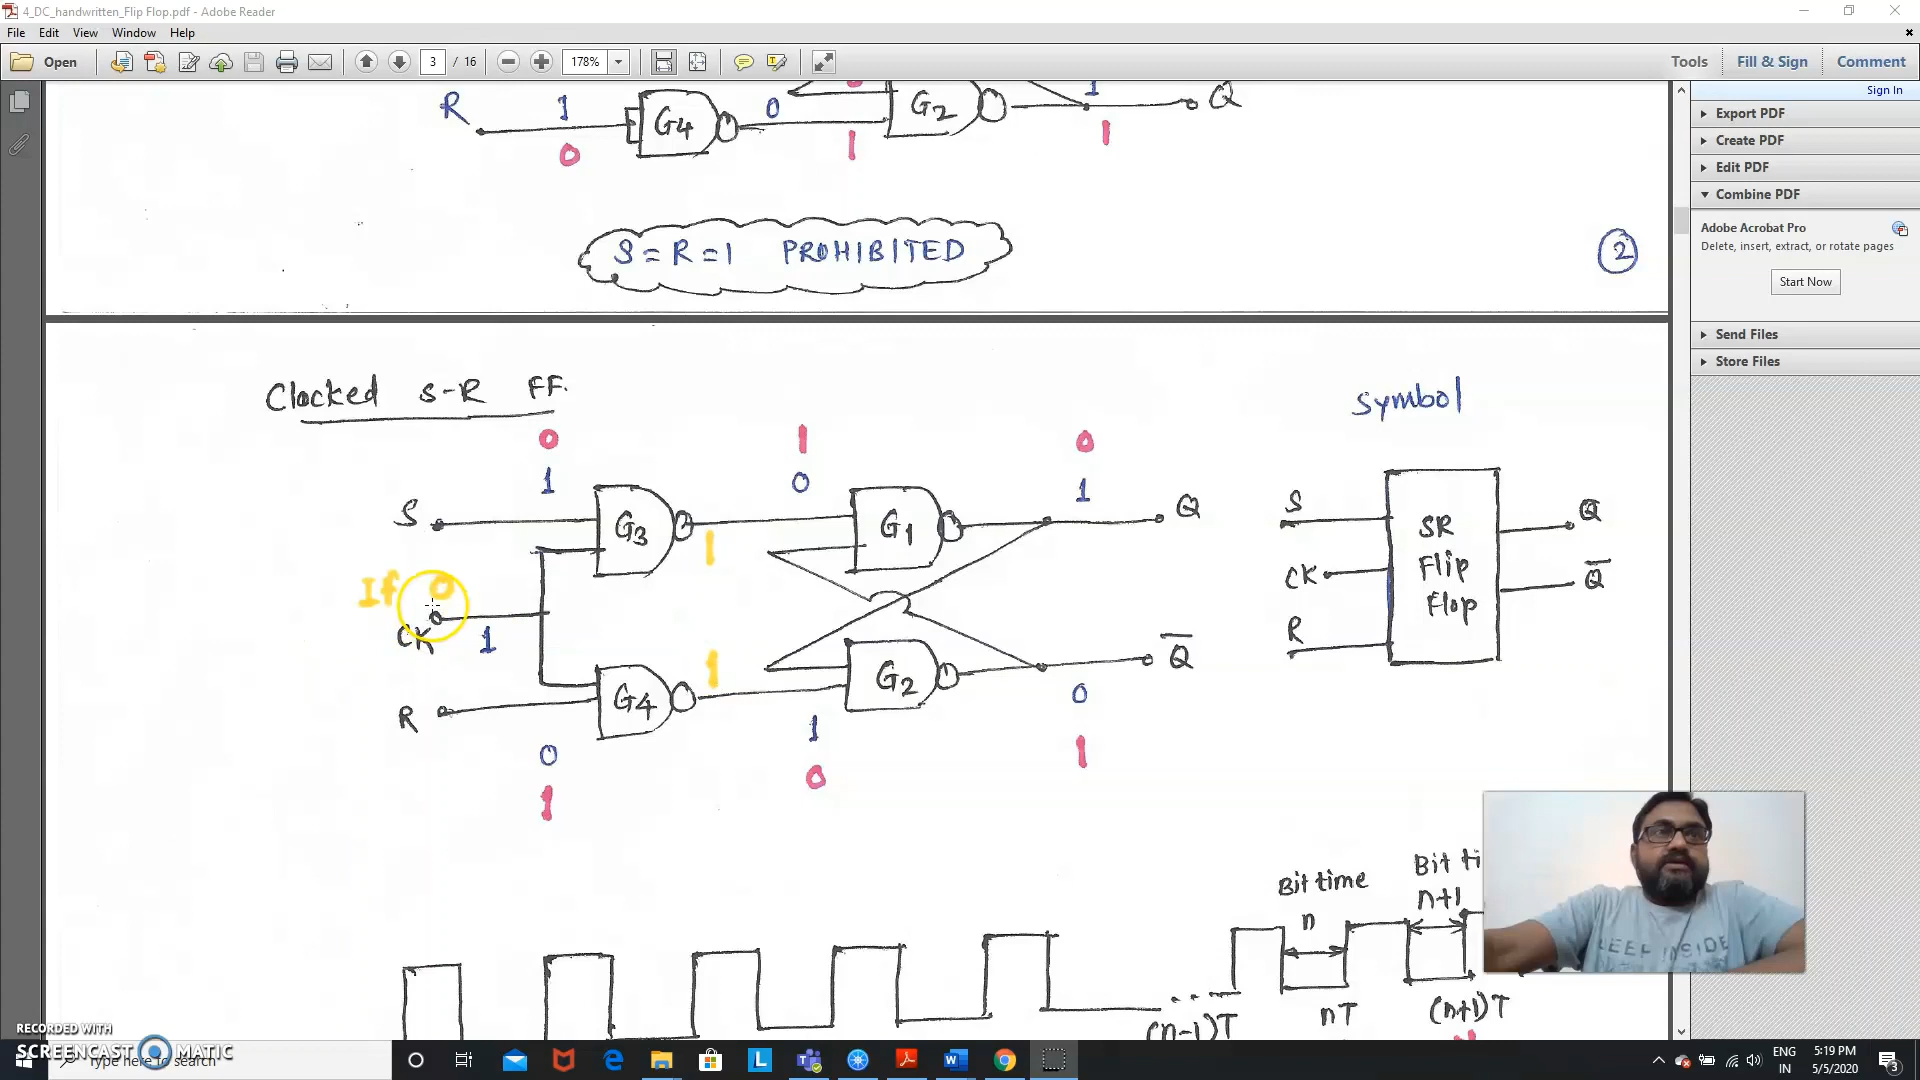 4_DC_handwritten_Flip Flop.pdf - Adobe Reader
File Edit View Window Help
Open 3 / 16 178% Tools Fill & Sign Comment
Sign In
Export PDF
Create PDF
Edit PDF
Combine PDF
Adobe Acrobat Pro
Delete, insert, extract, or rotate pages
Start Now
Send Files
Store Files
R 1 G4 0 G2 1 Q
0 1 1
S = R = 1 PROHIBITED
2
Clocked S-R FF.
Symbol
0 1 0
1 0 1
S G3 G1 Q
1
If 0
CK 1
1
R G4 G2 Q̅
0 1 0
1 0 1
S SR Q
CK Flip Q̅
R Flop
Bit time
n
n+1
(n-1)T nT (n+1)T
RECORDED WITH
SCREENCAST MATIC
Type here to search
ENG
IN
5:19 PM
5/5/2020
3